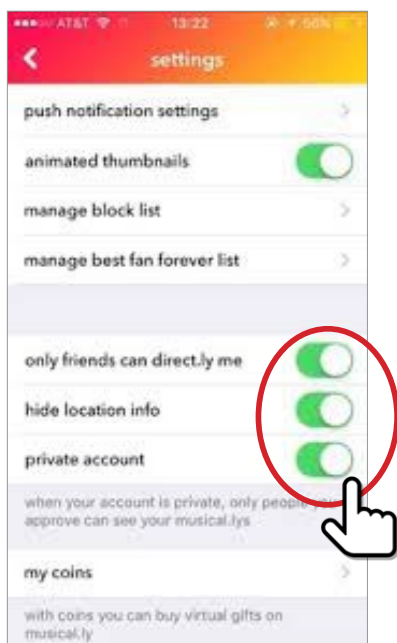 AT&T 13:22
settings
push notification settings
animated thumbnails
manage block list
manage best fan forever list
only friends can direct.ly me
hide location info
private account
when your account is private, only people
approve can see your musical.lys
my coins
with coins you can buy virtual gifts on
musical.ly